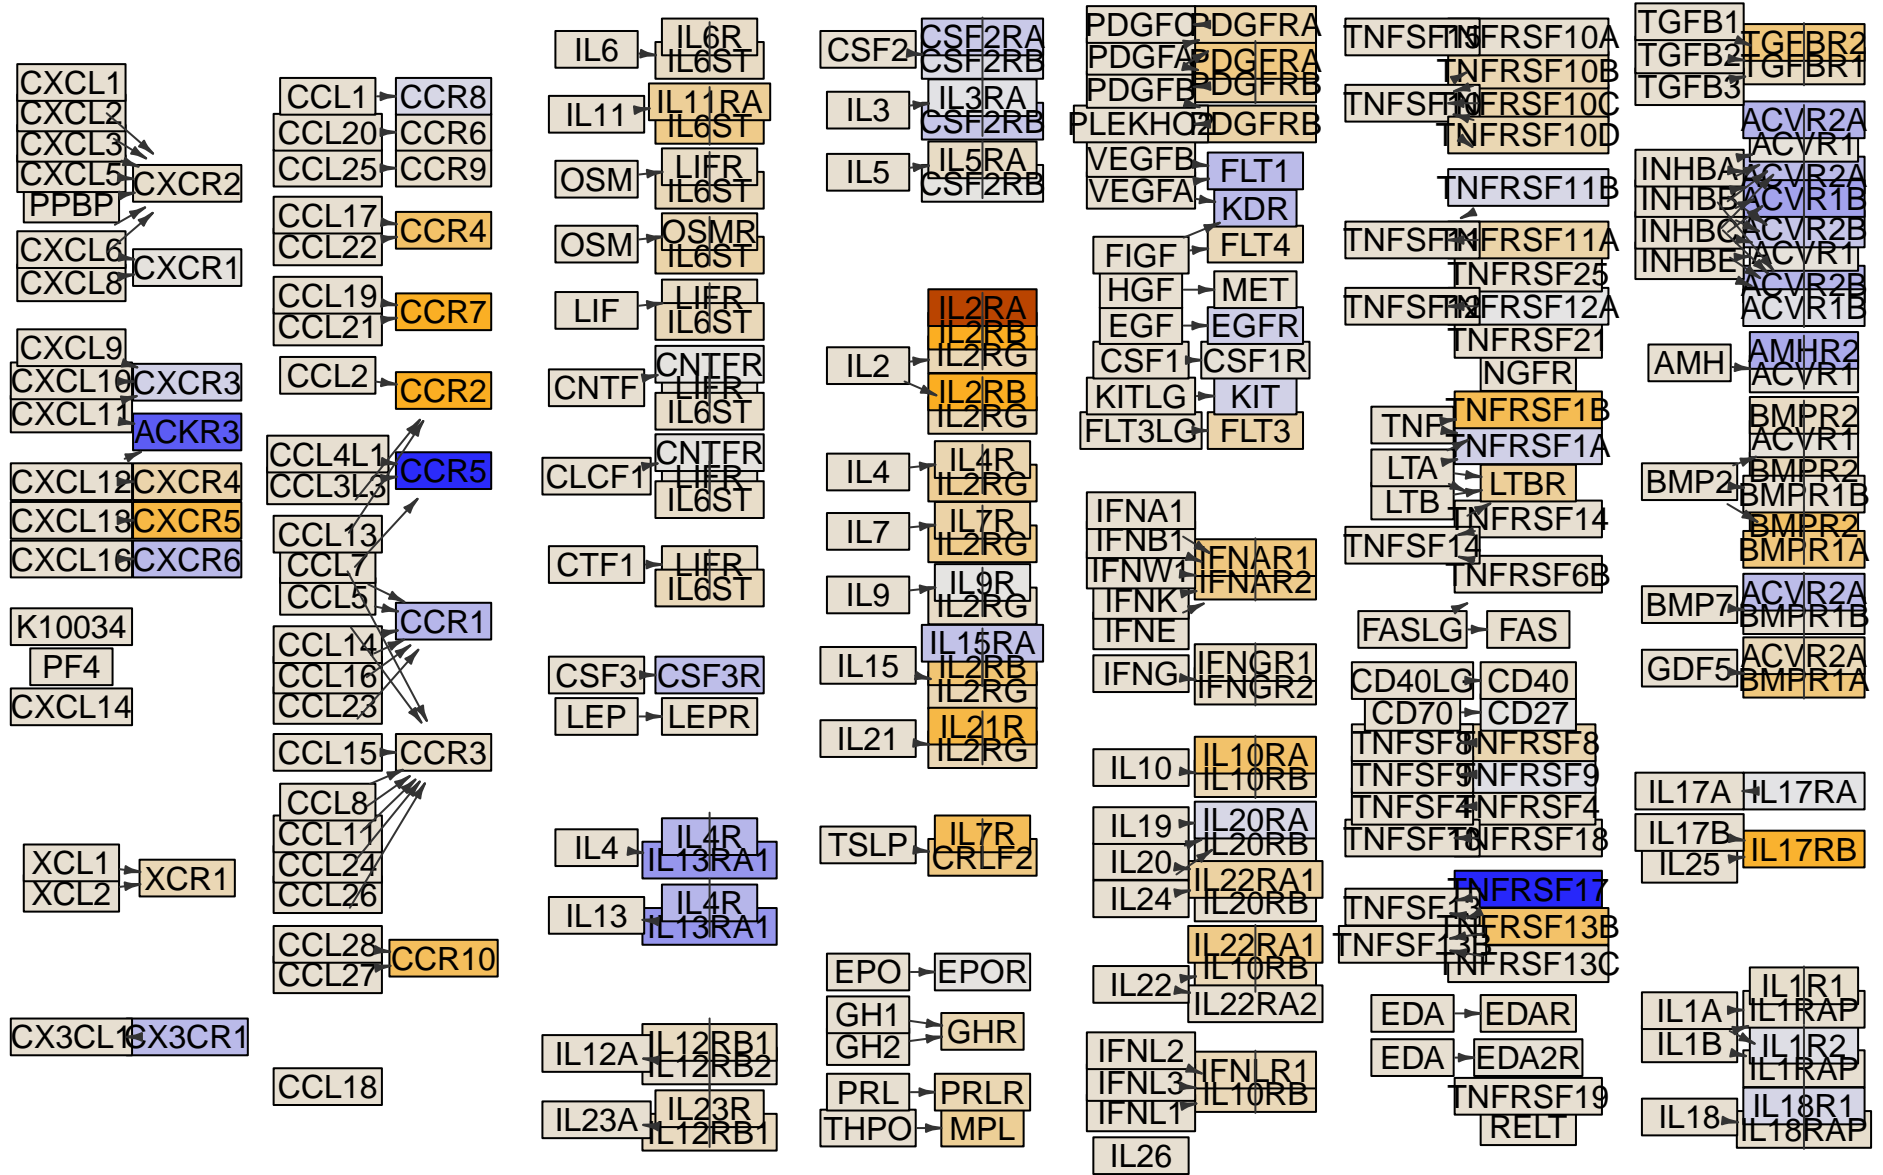 CXCL1
CXCL2
CXCL3
CXCL5
PPBP
CXCR2
CXCL6
CXCL8
CXCR1
CXCL9
CXCL10
CXCL11
CXCR3
ACKR3
CXCL12
CXCR4
CXCL13
CXCR5
CXCL16
CXCR6
K10034
PF4
CXCL14
XCL1
XCL2
XCR1
CX3CL1
CX3CR1
CCL1
CCR8
CCL20
CCR6
CCL25
CCR9
CCL17
CCL22
CCR4
CCL19
CCL21
CCR7
CCL2
CCR2
CCL4L1
CCL3L3
CCR5
CCL13
CCL7
CCL5
CCR1
CCL14
CCL16
CCL23
CCL15
CCR3
CCL8
CCL11
CCL24
CCL26
CCL28
CCL27
CCR10
CCL18
IL6
IL6R
IL6ST
IL11
IL11RA
IL6ST
OSM
LIFR
IL6ST
OSM
OSMR
IL6ST
LIF
LIFR
IL6ST
CNTF
CNTFR
LIFR
IL6ST
CLCF1
CNTFR
LIFR
IL6ST
CTF1
LIFR
IL6ST
CSF3
CSF3R
LEP
LEPR
IL4
IL4R
IL13RA1
IL13
IL4R
IL13RA1
IL12A
IL12RB1
IL12RB2
IL23A
IL23R
IL12RB1
CSF2
CSF2RA
CSF2RB
IL3
IL3RA
CSF2RB
IL5
IL5RA
CSF2RB
IL2
IL2RA
IL2RB
IL2RG
IL2RB
IL2RG
IL4
IL4R
IL2RG
IL7
IL7R
IL2RG
IL9
IL9R
IL2RG
IL15
IL15RA
IL2RB
IL2RG
IL21
IL21R
IL2RG
TSLP
IL7R
CRLF2
EPO
EPOR
GH1
GH2
GHR
PRL
PRLR
THPO
MPL
PDGFC
PDGFRA
PDGFA
PDGFRA
PDGFRB
PDGFB
PLEKHO2
PDGFRB
VEGFB
VEGFA
FLT1
KDR
FIGF
FLT4
HGF
MET
EGF
EGFR
CSF1
CSF1R
KITLG
KIT
FLT3LG
FLT3
IFNA1
IFNB1
IFNW1
IFNK
IFNE
IFNAR1
IFNAR2
IFNG
IFNGR1
IFNGR2
IL10
IL10RA
IL10RB
IL19
IL20
IL24
IL20RA
IL20RB
IL22RA1
IL20RB
IL22
IL22RA1
IL10RB
IL22RA2
IFNL2
IFNL3
IFNL1
IFNLR1
IL10RB
IL26
TNFSF15
TNFRSF10A
TNFRSF10B
TNFSF10
TNFRSF10C
TNFRSF10D
TNFRSF11B
TNFSF11
TNFRSF11A
TNFRSF25
TNFSF12
TNFRSF12A
TNFRSF21
NGFR
TNF
TNFRSF1B
TNFRSF1A
LTA
LTB
LTBR
TNFRSF14
TNFSF14
TNFRSF6B
FASLG
FAS
CD40LG
CD40
CD70
CD27
TNFSF8
TNFRSF8
TNFSF9
TNFRSF9
TNFSF4
TNFRSF4
TNFSF18
TNFRSF18
TNFRSF17
TNFSF13
TNFRSF13B
TNFSF13B
TNFRSF13C
EDA
EDAR
EDA
EDA2R
TNFRSF19
RELT
TGFB1
TGFB2
TGFB3
TGFBR2
TGFBR1
ACVR2A
ACVR1
INHBA
INHBB
INHBC
INHBE
ACVR2A
ACVR1B
ACVR2B
ACVR1
ACVR2B
ACVR1B
AMH
AMHR2
ACVR1
BMP2
BMPR2
ACVR1
BMPR2
BMPR1B
BMPR2
BMPR1A
BMP7
ACVR2A
BMPR1B
GDF5
ACVR2A
BMPR1A
IL17A
IL17RA
IL17B
IL25
IL17RB
IL1A
IL1B
IL1R1
IL1RAP
IL1R2
IL1RAP
IL18
IL18R1
IL18RAP